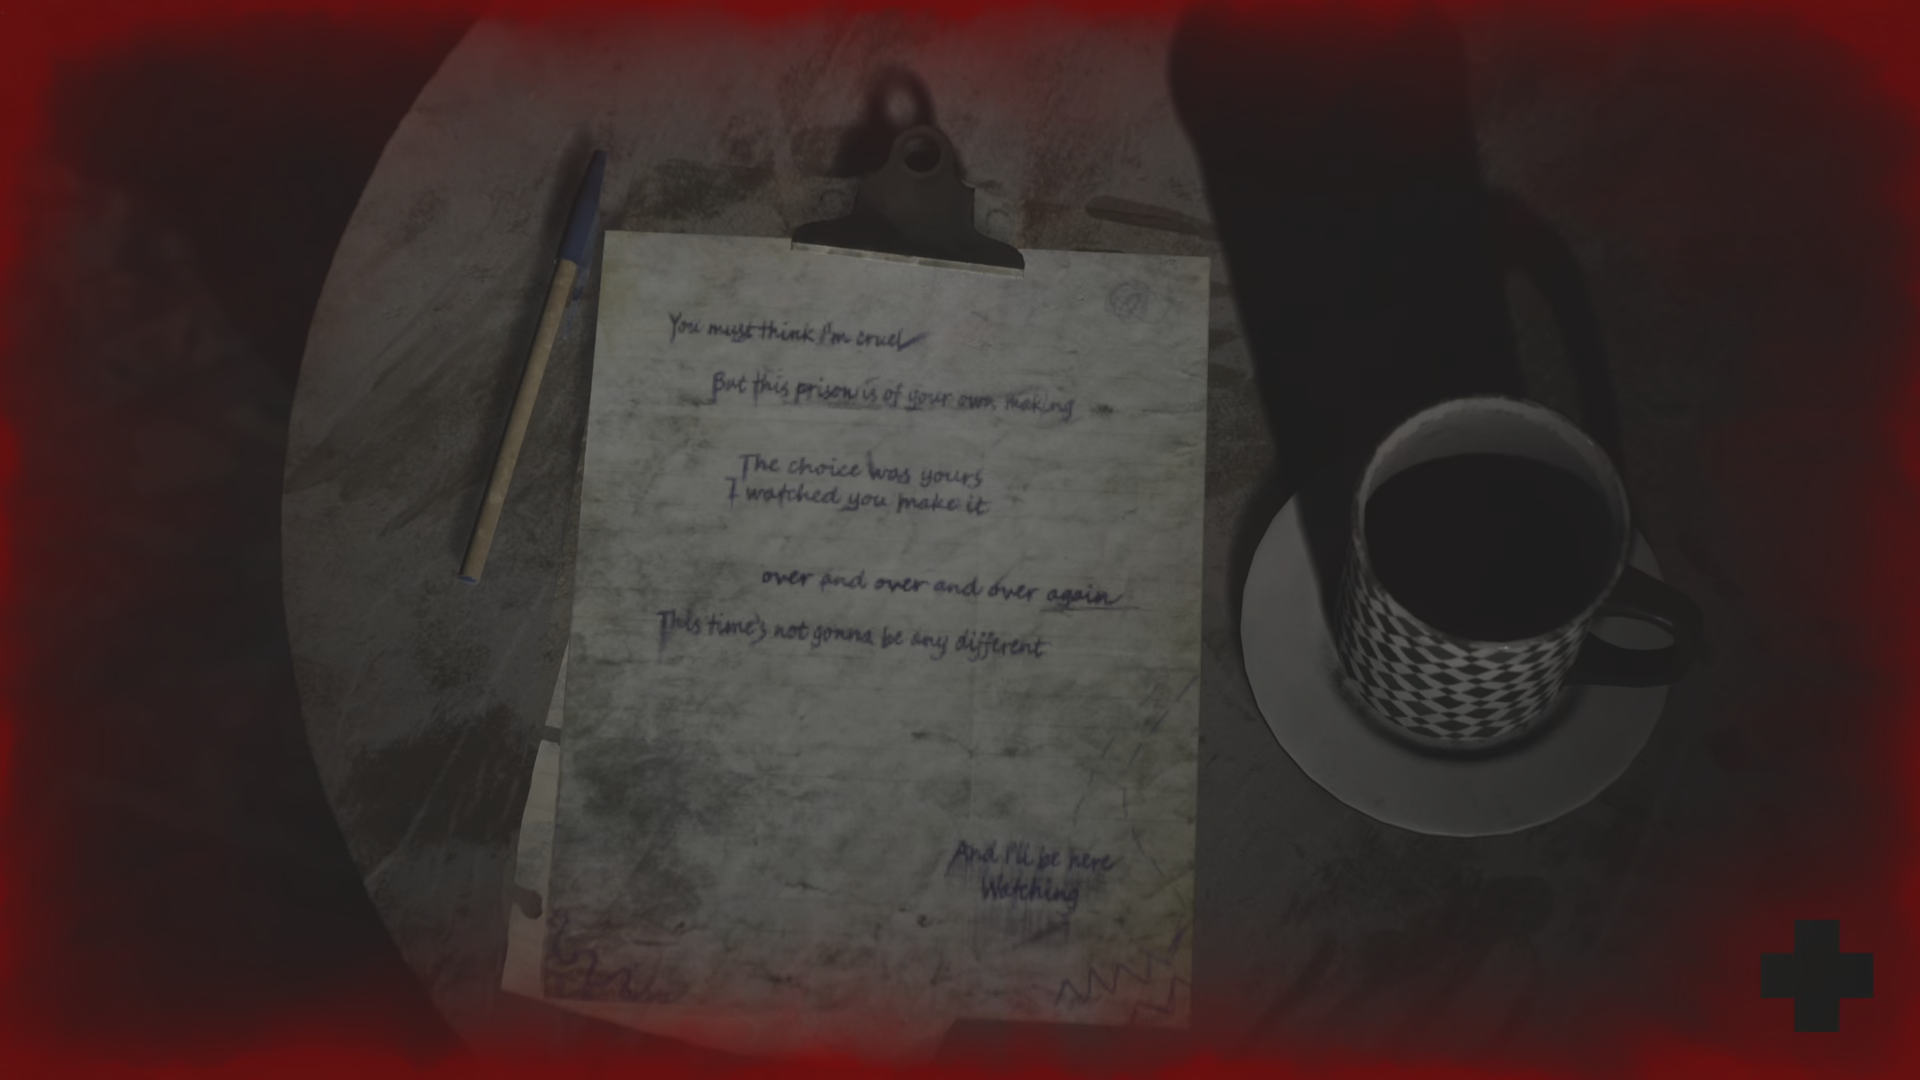 You must think I'm cruel
But this prison is of your own making
The choice was yours
I watched you make it
over and over and over again
This time's not gonna be any different
And I'll be here
Watching